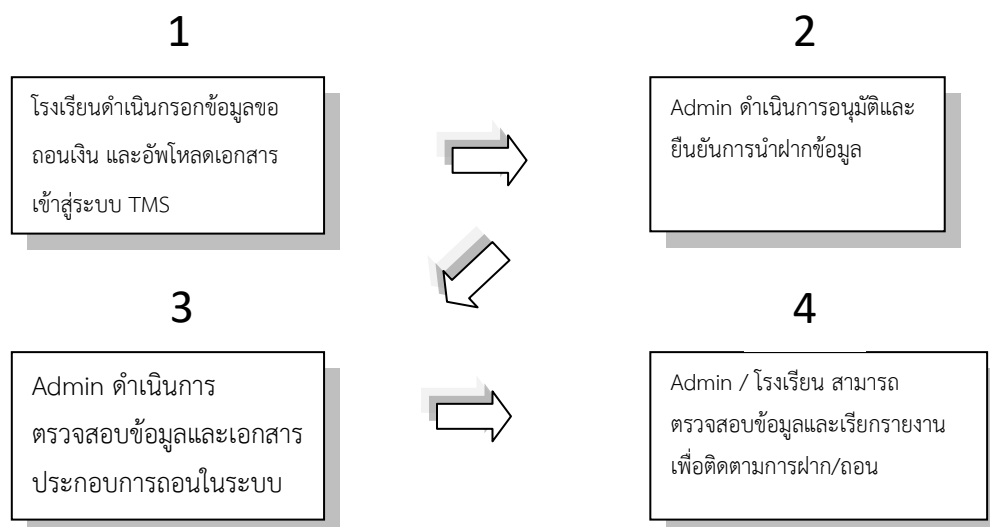 1
โรงเรียนดำเนินกรอกข้อมูลขอ
ถอนเงิน และอัพโหลดเอกสาร
เข้าสู่ระบบ TMS
2
Admin ดำเนินการอนุมัติและ
ยืนยันการนำฝากข้อมูล
3
Admin ดำเนินการ
ตรวจสอบข้อมูลและเอกสาร
ประกอบการถอนในระบบ
4
Admin / โรงเรียน สามารถ
ตรวจสอบข้อมูลและเรียกรายงาน
เพื่อติดตามการฝาก/ถอน